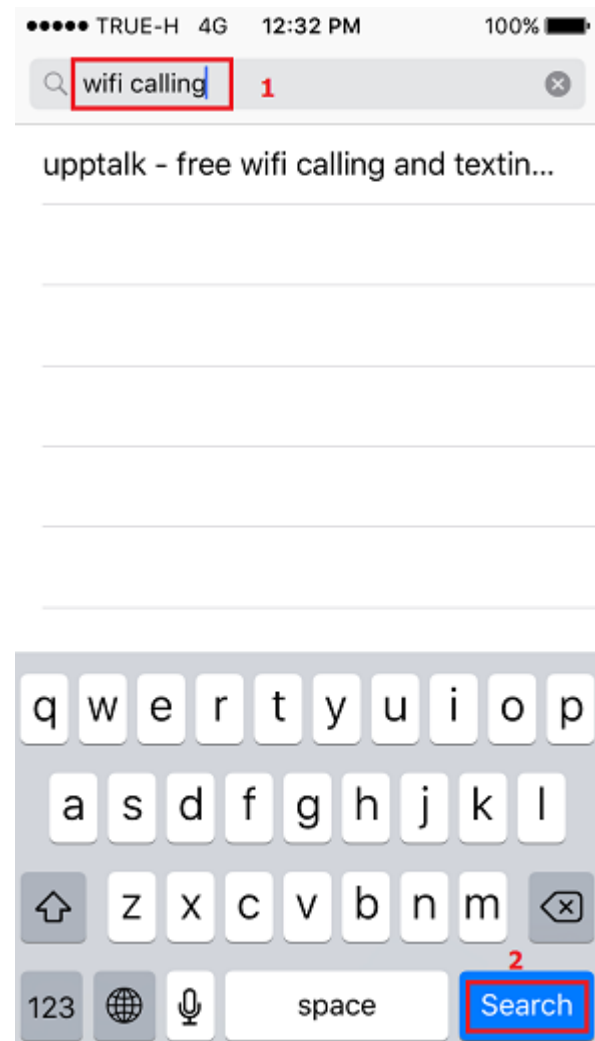 TRUE-H 4G 12:32 PM 100%
wifi calling 1
upptalk - free wifi calling and textin...
q w e r t y u i o p
a s d f g h j k l
z x c v b n m
2
123 space Search